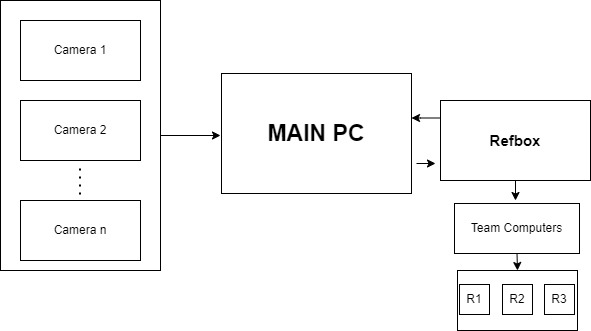 Camera 1
Camera 2
Camera n
MAIN PC
Refbox
Team Computers
R1 R2 R3